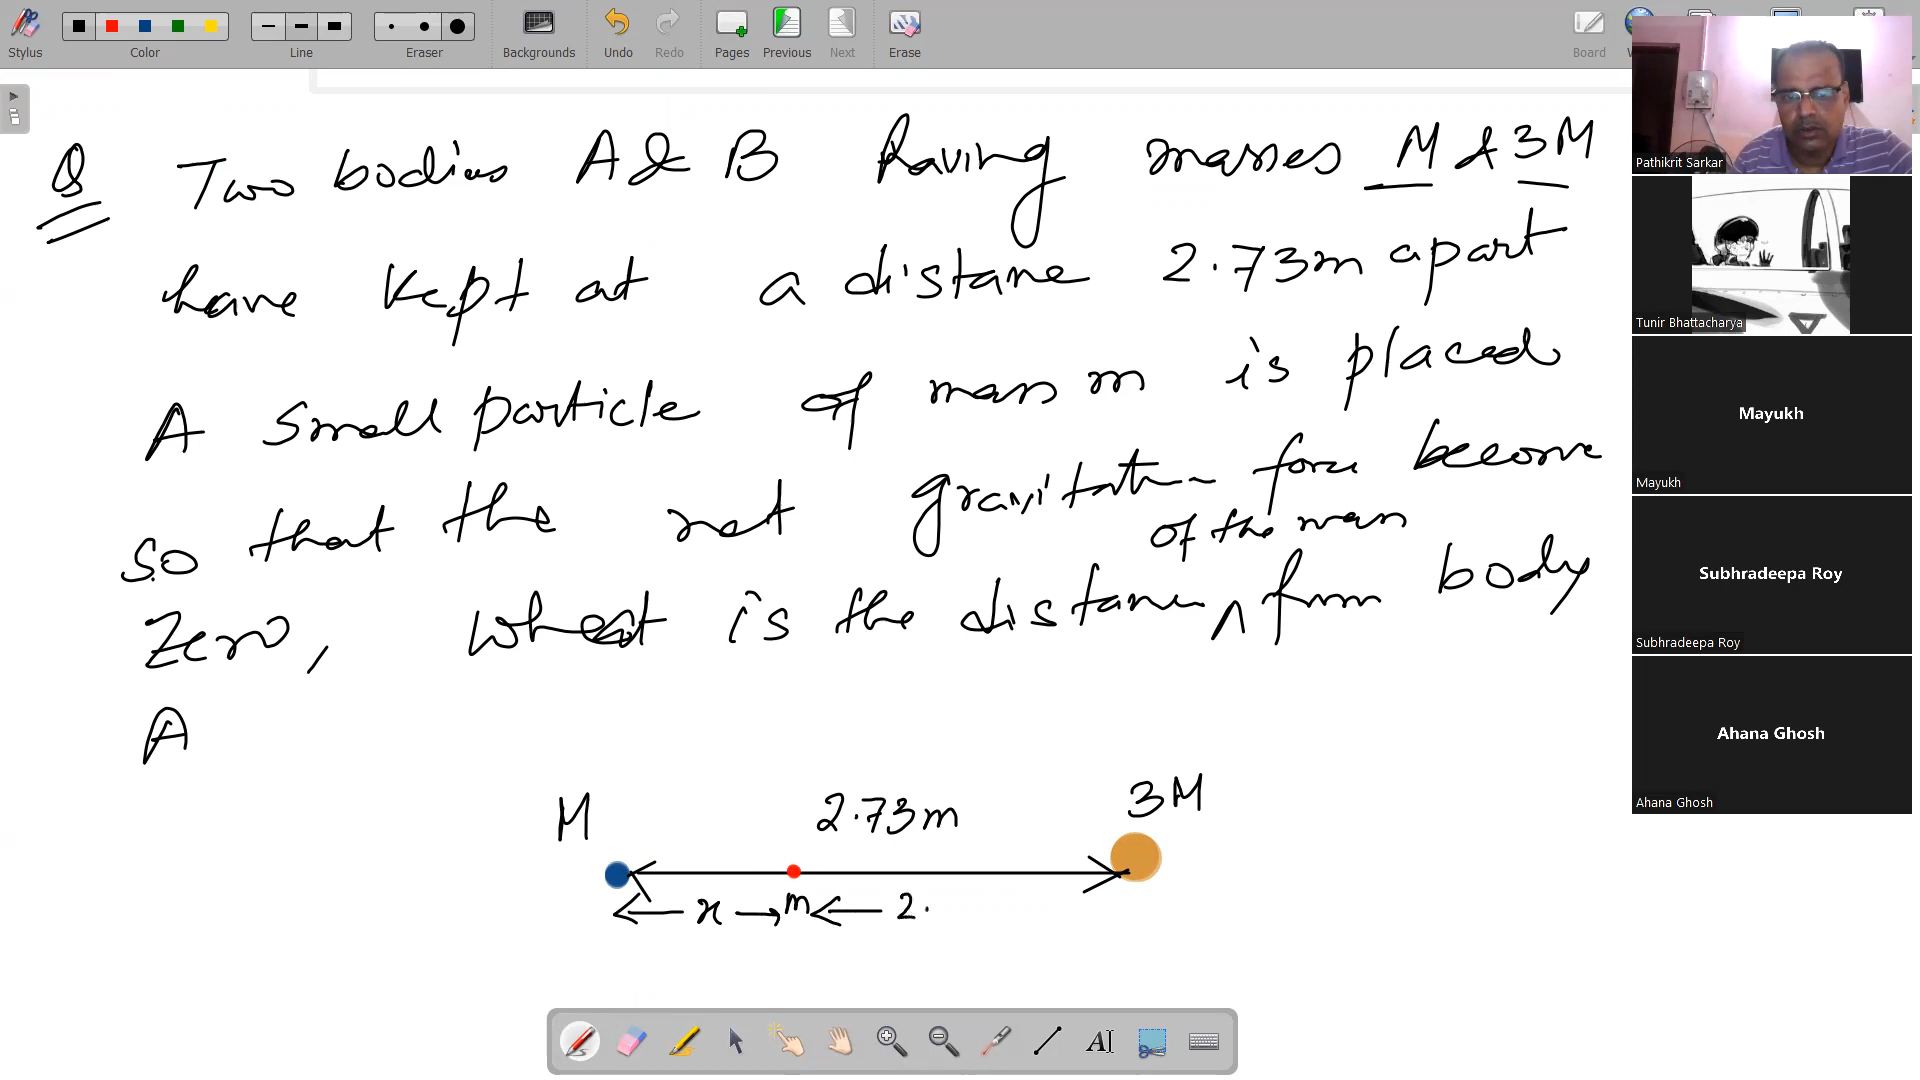 Stylus
Color
Line
Eraser
Backgrounds
Undo
Redo
Pages
Previous
Next
Erase
Board
Q Two bodies A & B having masses M & 3M
have kept at a distane 2.73m apart
A small particle of mass m is placed
so that the net gravitation force become
of the mass
Zero, what is the distane, ^ from body
A
M 2.73m 3M
x m 2.
Pathikrit Sarkar
Tunir Bhattacharya
Mayukh
Mayukh
Subhradeepa Roy
Subhradeepa Roy
Ahana Ghosh
Ahana Ghosh